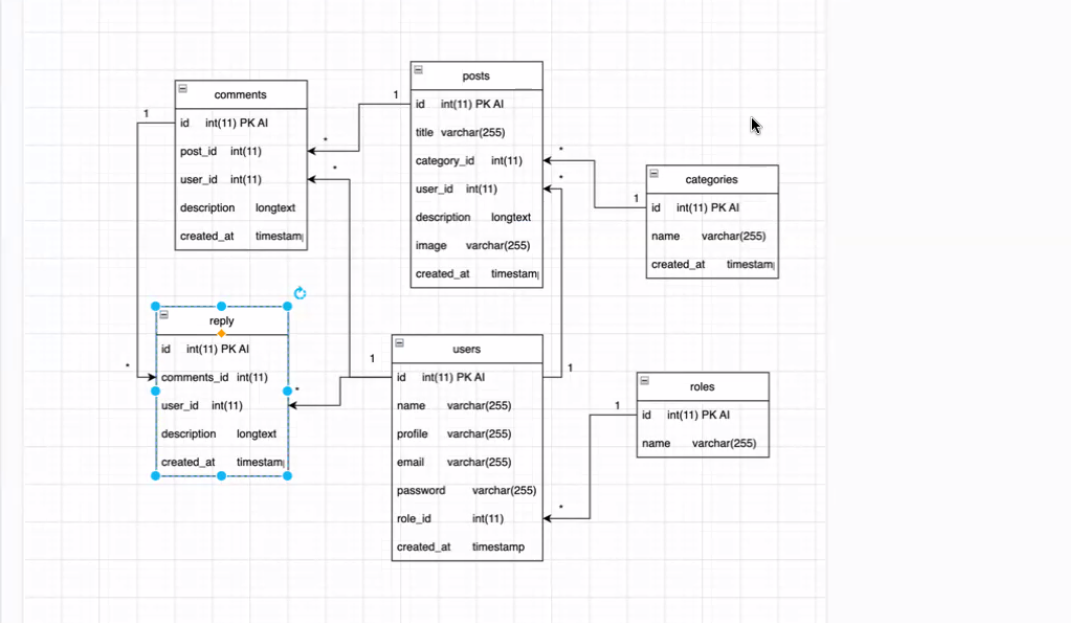 comments
id int(11) PK AI
post_id int(11)
user_id int(11)
description longtext
created_at timestam
1
*
*
posts
id int(11) PK AI
title varchar(255)
category_id int(11)
user_id int(11)
description longtext
image varchar(255)
created_at timestam
1
*
*
categories
id int(11) PK AI
name varchar(255)
created_at timestam
1
reply
id int(11) PK AI
comments_id int(11)
user_id int(11)
description longtext
created_at timestam
*
*
users
id int(11) PK AI
name varchar(255)
profile varchar(255)
email varchar(255)
password varchar(255)
role_id int(11)
created_at timestamp
1
1
*
roles
id int(11) PK AI
name varchar(255)
1